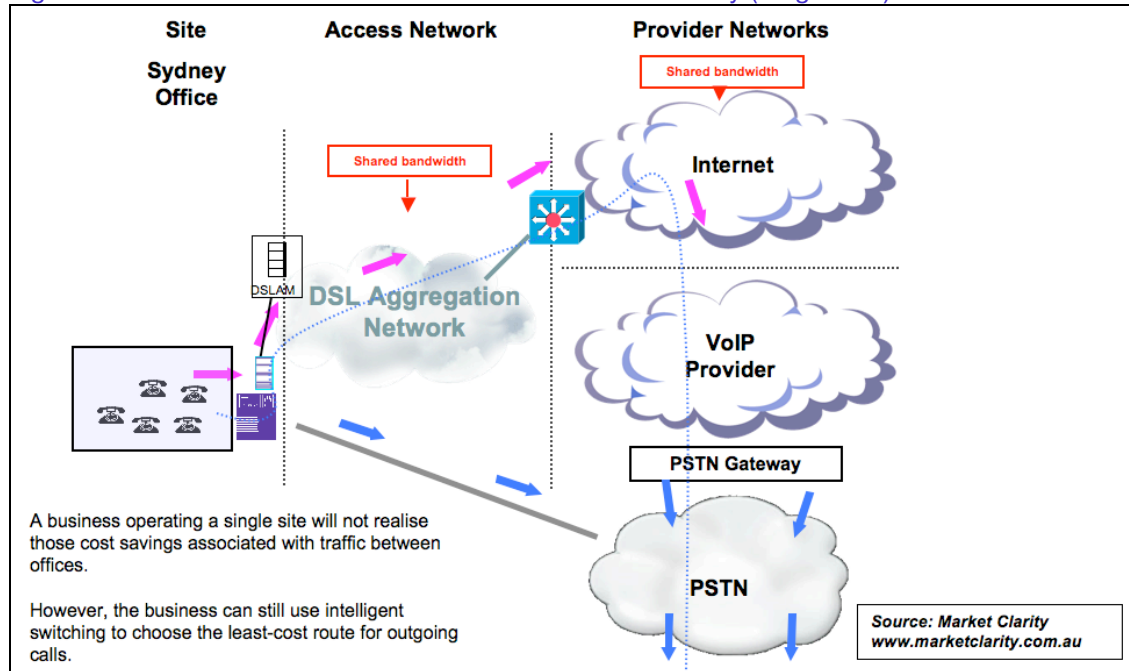 Site
Access Network
Provider Networks
Sydney
Office
Shared bandwidth
Shared bandwidth
Internet
DSLAM
DSL Aggregation
Network
VoIP
Provider
PSTN Gateway
PSTN
A business operating a single site will not realise
those cost savings associated with traffic between
offices.
However, the business can still use intelligent
switching to choose the least-cost route for outgoing
calls.
Source: Market Clarity
www.marketclarity.com.au